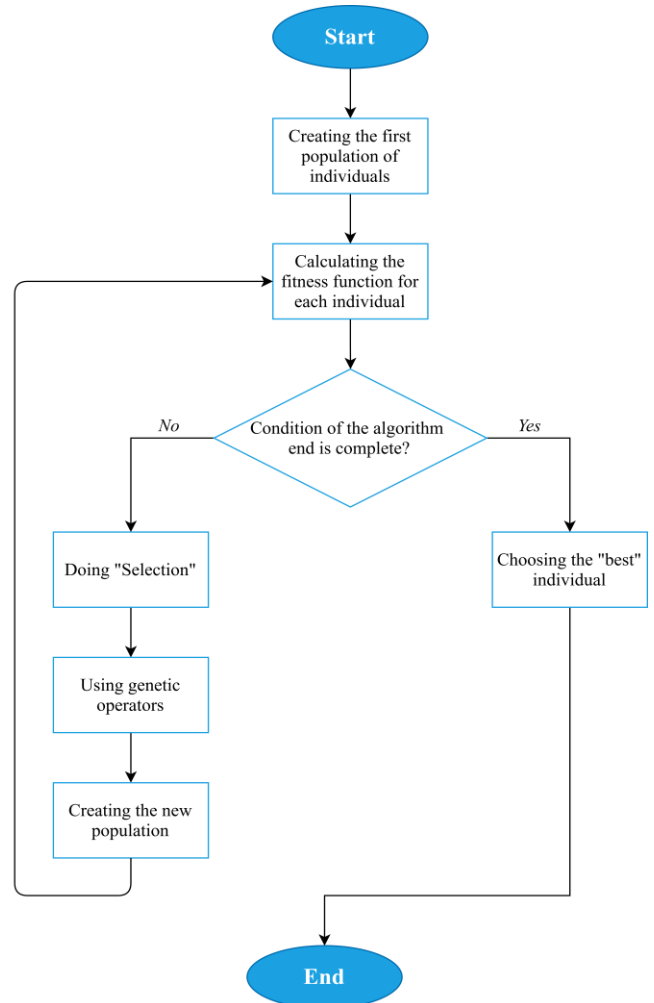 Start
Creating the first
population of
individuals
Calculating the
fitness function for
each individual
Condition of the algorithm
end is complete?
No
Yes
Doing "Selection"
Choosing the "best"
individual
Using genetic
operators
Creating the new
population
End